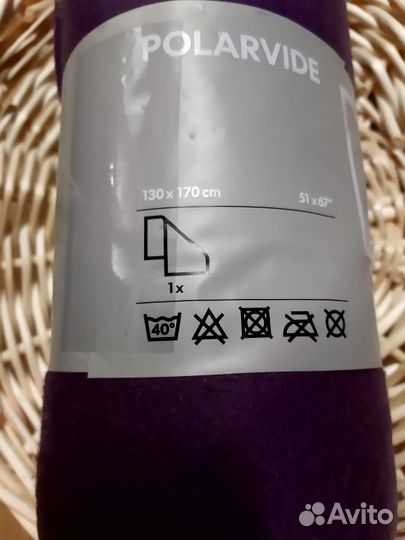 POLARVIDE
130 x 170 cm 51 x 67"
1x
40°
Avito